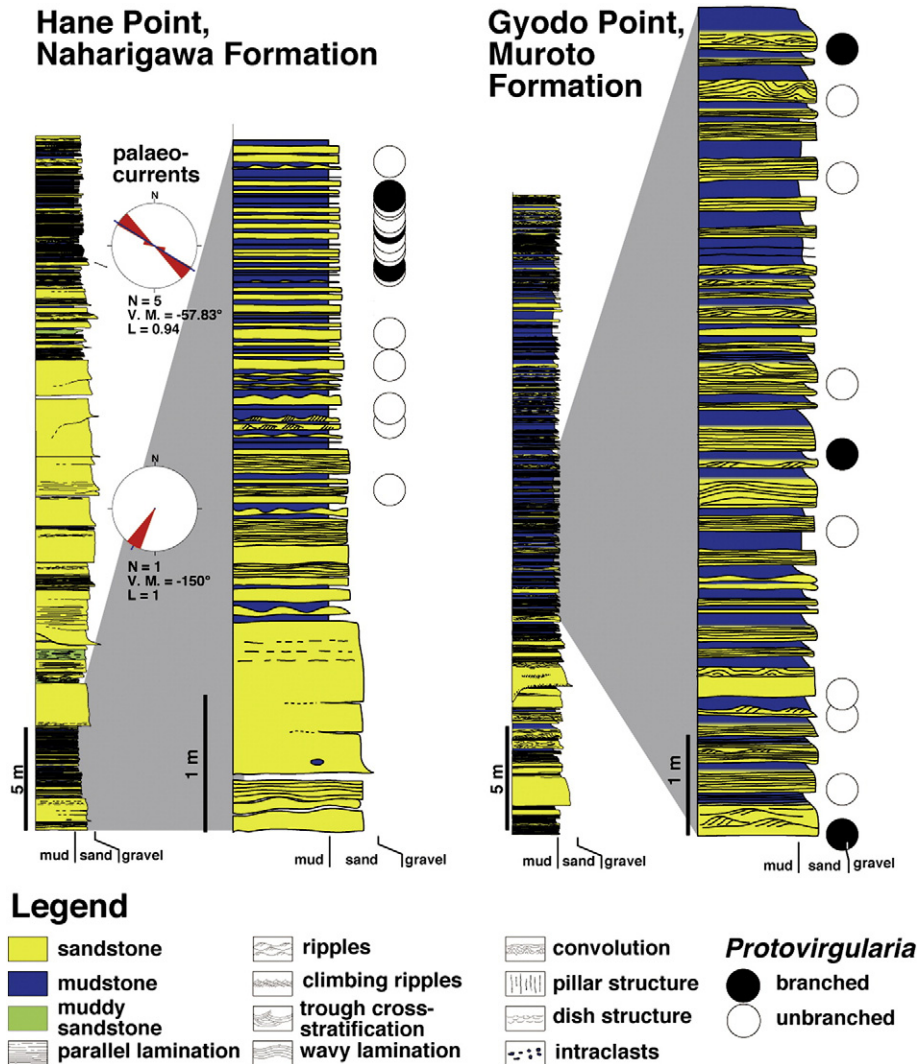 Hane Point,
Naharigawa Formation
Gyodo Point,
Muroto
Formation
palaeo-
currents
N
N = 5
V. M. = -57.83°
L = 0.94
N
N = 1
V. M. = -150°
L = 1
5 m
1 m
5 m
1 m
mud sand gravel
mud sand gravel
mud sand gravel
mud sand gravel
Legend
sandstone
mudstone
muddy
sandstone
parallel lamination
ripples
climbing ripples
trough cross-
stratification
wavy lamination
convolution
pillar structure
dish structure
intraclasts
Protovirgularia
branched
unbranched